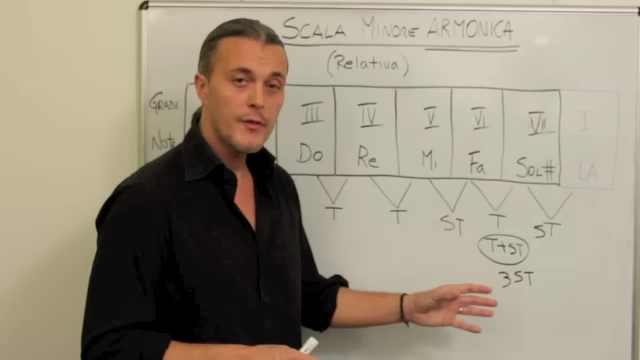 SCALA MINORE ARMONICA
(Relativa)
GRADI III IV V VI VII I
Note Do Re Mi Fa SOL# LA
T T ST T ST
T+ST
3ST